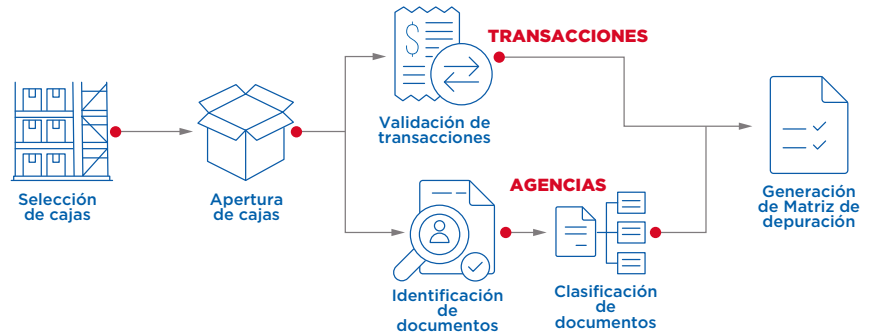 TRANSACCIONES
Validación de
transacciones
Selección
de cajas
Apertura
de cajas
AGENCIAS
Identificación
de
documentos
Clasificación
de
documentos
Generación
de Matriz de
depuración